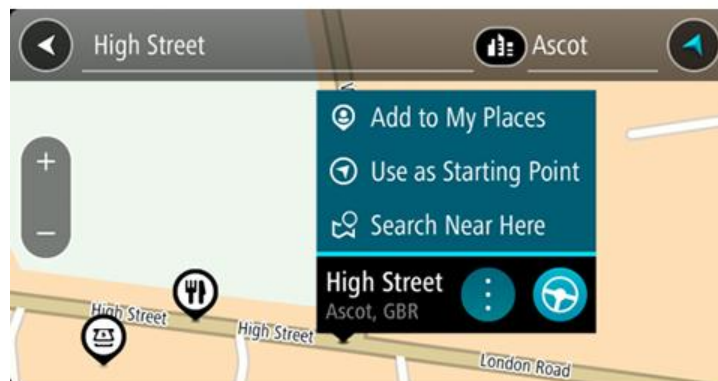 High Street
Ascot
Add to My Places
Use as Starting Point
Search Near Here
High Street
Ascot, GBR
High Street
High Street
London Road